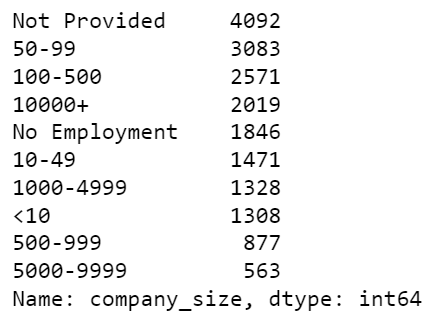 Not Provided 4092
50-99 3083
100-500 2571
10000+ 2019
No Employment 1846
10-49 1471
1000-4999 1328
<10 1308
500-999 877
5000-9999 563
Name: company_size, dtype: int64